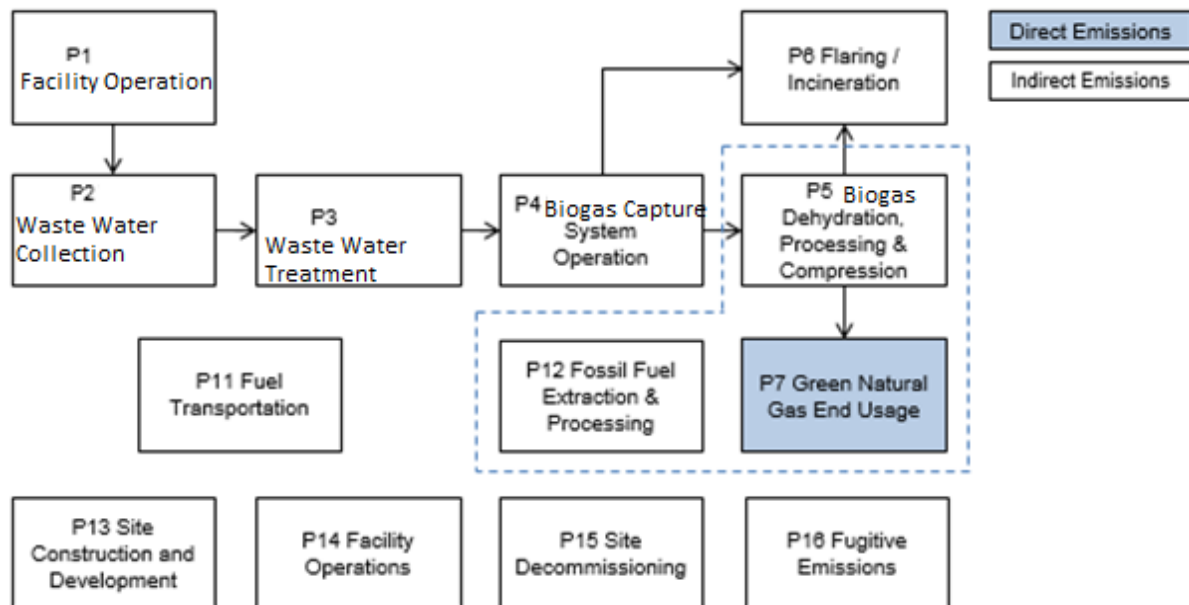 P1
Facility Operation
P6 Flaring /
Incineration
Direct Emissions
Indirect Emissions
P2
Waste Water
Collection
P3
Waste Water
Treatment
P4 Biogas Capture
System
Operation
P5 Biogas
Dehydration,
Processing &
Compression
P11 Fuel
Transportation
P12 Fossil Fuel
Extraction &
Processing
P7 Green Natural
Gas End Usage
P13 Site
Construction and
Development
P14 Facility
Operations
P15 Site
Decommissioning
P16 Fugitive
Emissions